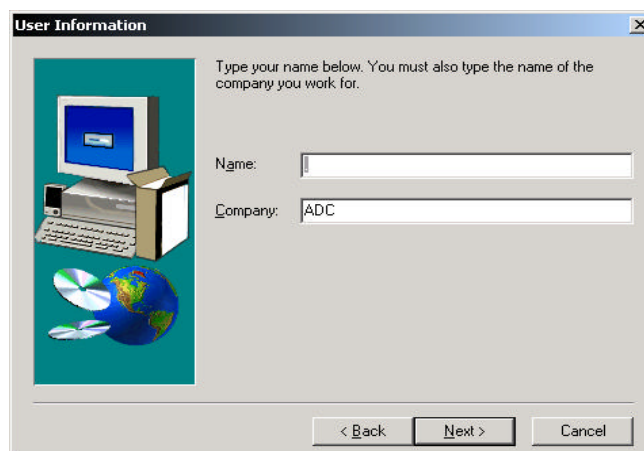 User Information
Type your name below. You must also type the name of the
company you work for.
Name:
Company: ADC
< Back Next > Cancel